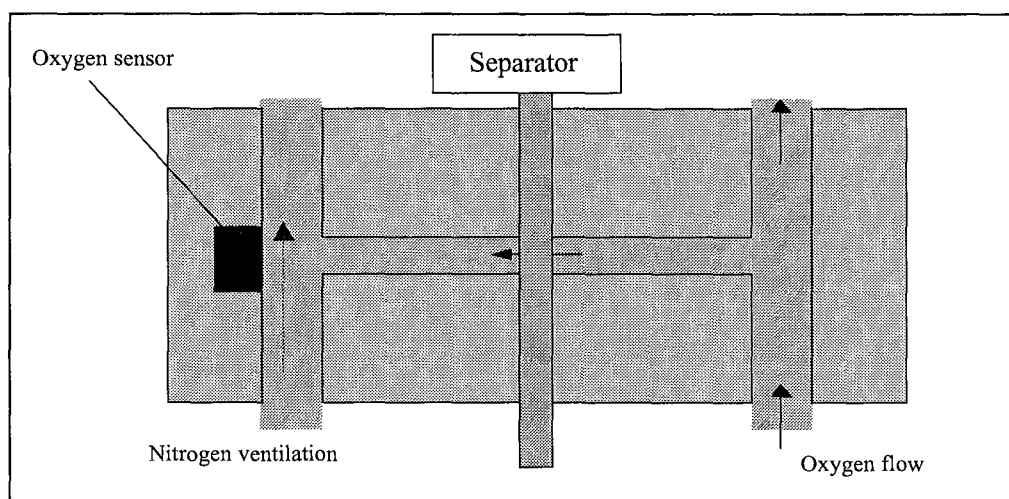 Oxygen sensor
Separator
Nitrogen ventilation
Oxygen flow